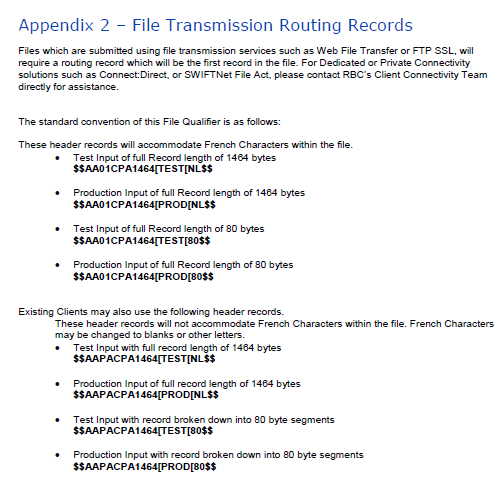 Appendix 2 – File Transmission Routing Records
Files which are submitted using file transmission services such as Web File Transfer or FTP SSL, will
require a routing record which will be the first record in the file. For Dedicated or Private Connectivity
solutions such as Connect:Direct, or SWIFTNet File Act, please contact RBC's Client Connectivity Team
directly for assistance.
The standard convention of this File Qualifier is as follows:
These header records will accommodate French Characters within the file.
• Test Input of full Record length of 1464 bytes
$$AA01CPA1464[TEST[NL$$
• Production Input of full Record length of 1464 bytes
$$AA01CPA1464[PROD[NL$$
• Test Input of full Record length of 80 bytes
$$AA01CPA1464[TEST[80$$
• Production Input of full Record length of 80 bytes
$$AA01CPA1464[PROD[80$$
Existing Clients may also use the following header records.
These header records will not accommodate French Characters within the file. French Characters
may be changed to blanks or other letters.
• Test Input with full record length of 1464 bytes
$$AAPACPA1464[TEST[NL$$
• Production Input of full record length of 1464 bytes
$$AAPACPA1464[PROD[NL$$
• Test Input with record broken down into 80 byte segments
$$AAPACPA1464[TEST[80$$
• Production Input with record broken down into 80 byte segments
$$AAPACPA1464[PROD[80$$